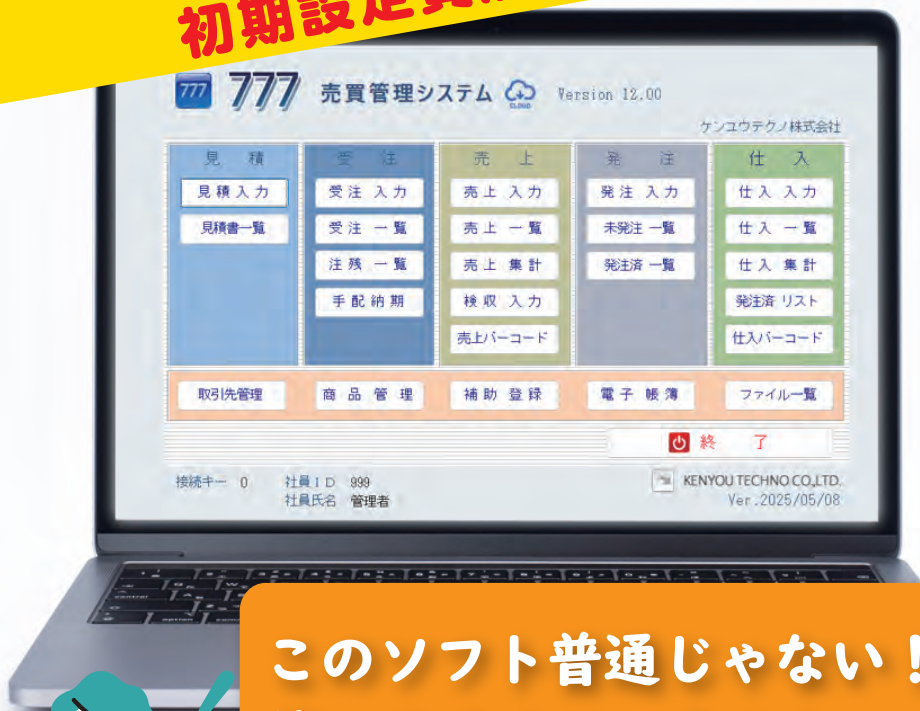 初期設定費
777 777 売買管理システム CLOUD Version 12.00
ケンユウテクノ株式会社
見 積 受 注 売 上 発 注 仕 入
見積入力 受注 入力 売上 入力 発注 入力 仕入 入力
見積書一覧 受注 一覧 売上 一覧 未発注 一覧 仕入 一覧
注残 一覧 売上 集計 発注済 一覧 仕入 集計
手配納期 検収 入力 発注済 リスト
売上バーコード 仕入バーコード
取引先管理 商品管理 補助 登録 電子 帳簿 ファイル一覧
終 了
接続キー 0 社員ID 999 KENYOU TECHNO CO.,LTD.
社員氏名 管理者 Ver.2025/05/08
このソフト普通じゃない!